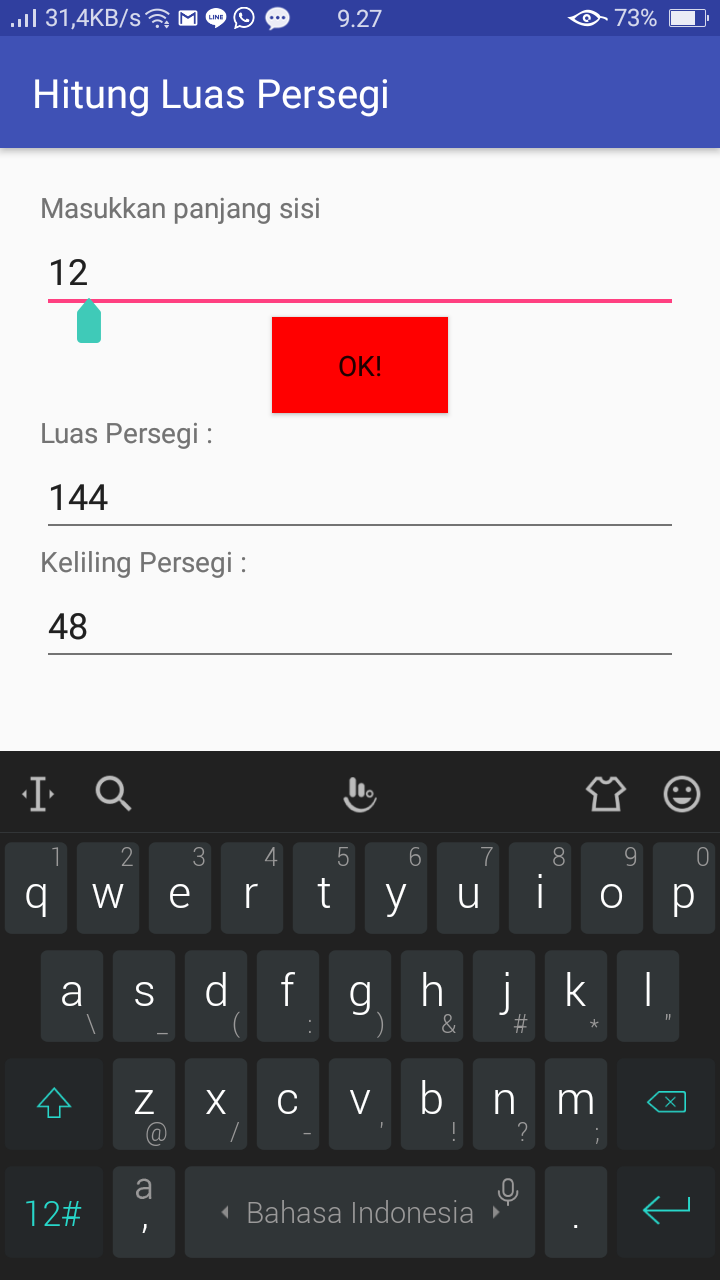 31,4KB/s LINE 9.27 73%
Hitung Luas Persegi
Masukkan panjang sisi
12
OK!
Luas Persegi :
144
Keliling Persegi :
48
1 2 3 4 5 6 7 8 9 0
q w e r t y u i o p
a s d f g h j k l
\ _ ( : ) & # * "
z x c v b n m
@ / - ' ! ? ;
12# a , Bahasa Indonesia .